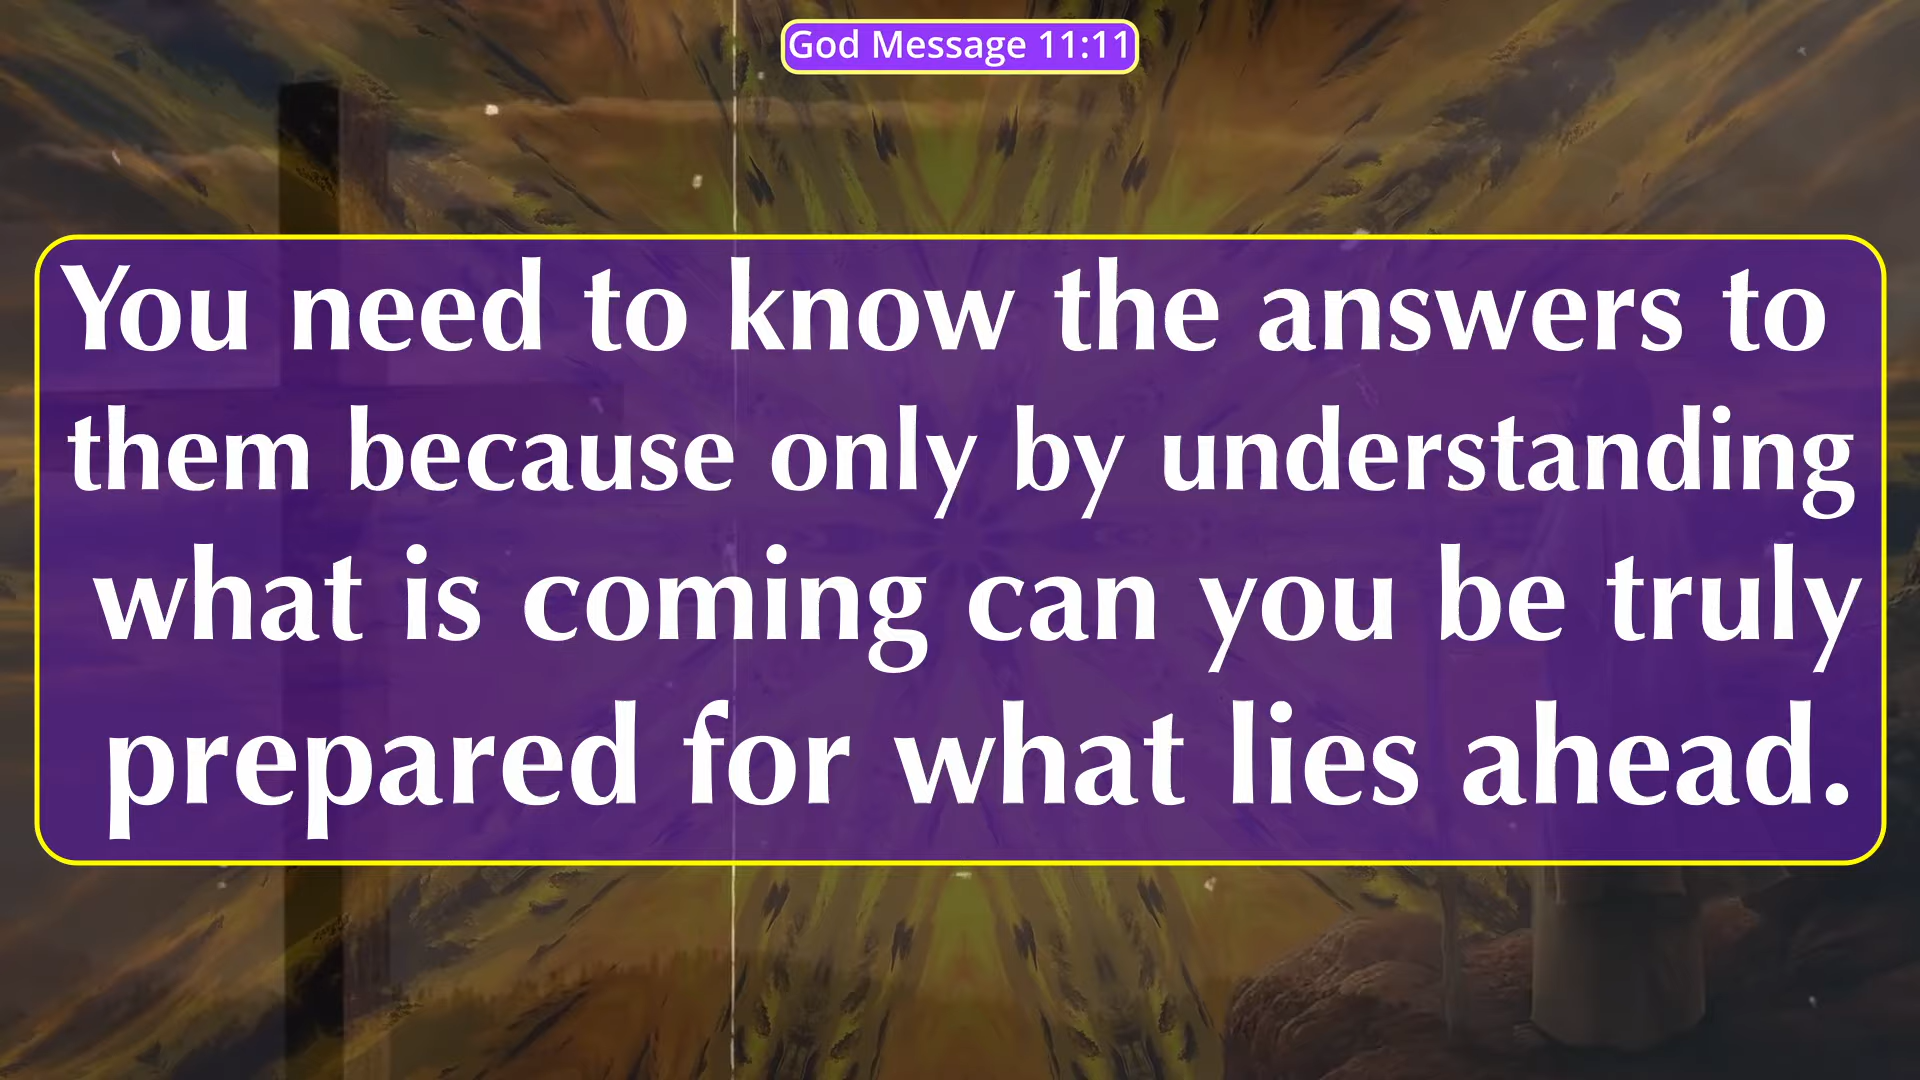 God Message 11:11
You need to know the answers to
them because only by understanding
what is coming can you be truly
prepared for what lies ahead.